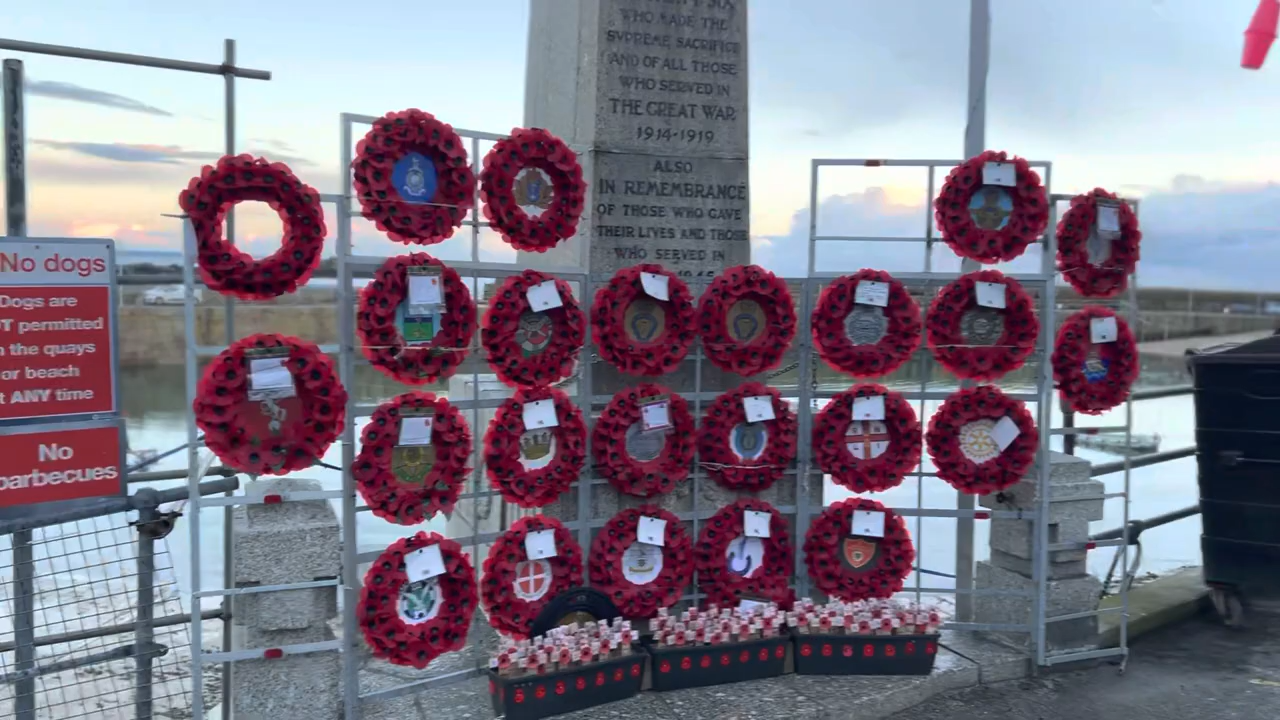 WHO MADE THE
SVPREME SACRIFICE
AND OF ALL THOSE
WHO SERVED IN
THE GREAT WAR
1914-1919
ALSO
IN REMEMBRANCE
OF THOSE WHO GAVE
THEIR LIVES AND THOSE
WHO SERVED IN
No dogs
Dogs are
permitted
the quays
or beach
ANY time
No
barbecues